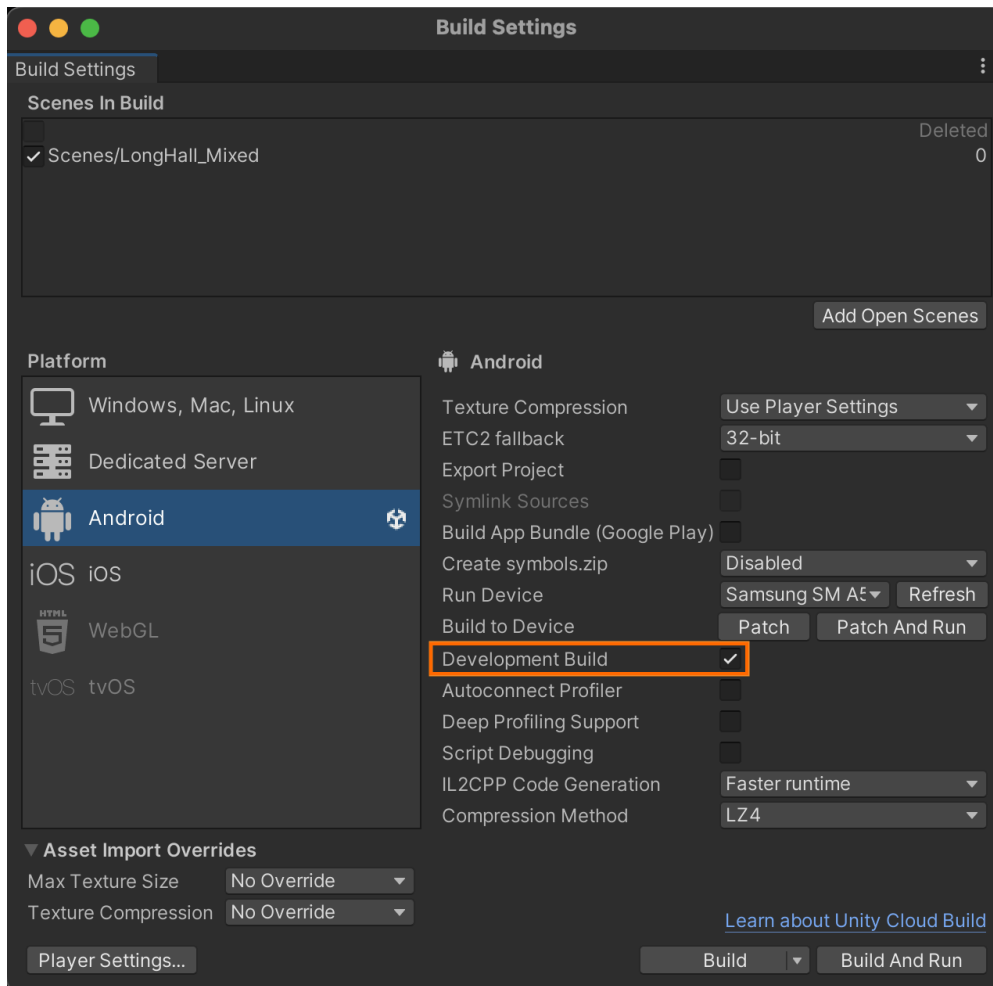 Build Settings
Build Settings
Scenes In Build
Deleted
Scenes/LongHall_Mixed 0
Add Open Scenes
Platform
Windows, Mac, Linux
Dedicated Server
Android
iOS iOS
HTML
5 WebGL
tvOS tvOS
Android
Texture Compression Use Player Settings
ETC2 fallback 32-bit
Export Project
Symlink Sources
Build App Bundle (Google Play)
Create symbols.zip Disabled
Run Device Samsung SM A5 Refresh
Build to Device Patch Patch And Run
Development Build
Autoconnect Profiler
Deep Profiling Support
Script Debugging
IL2CPP Code Generation Faster runtime
Compression Method LZ4
Asset Import Overrides
Max Texture Size No Override
Texture Compression No Override
Learn about Unity Cloud Build
Player Settings... Build Build And Run